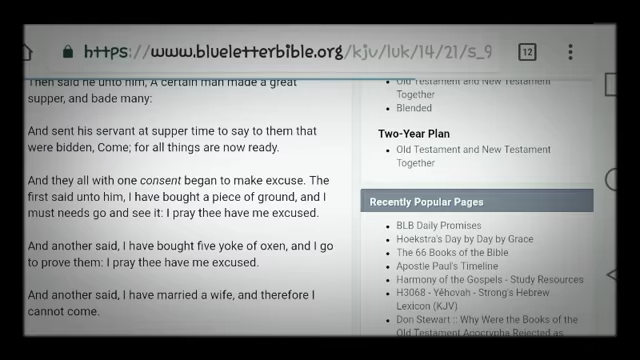 https://www.blueletterbible.org/kjv/luk/14/21/s_9
12
Then said he unto him, A certain man made a great
supper, and bade many:
And sent his servant at supper time to say to them that
were bidden, Come; for all things are now ready.
And they all with one consent began to make excuse. The
first said unto him, I have bought a piece of ground, and I
must needs go and see it: I pray thee have me excused.
And another said, I have bought five yoke of oxen, and I go
to prove them: I pray thee have me excused.
And another said, I have married a wife, and therefore I
cannot come.
Old Testament and New Testament
Together
Blended
Two-Year Plan
Old Testament and New Testament
Together
Recently Popular Pages
BLB Daily Promises
Hoekstra's Day by Day by Grace
The 66 Books of the Bible
Apostle Paul's Timeline
Harmony of the Gospels - Study Resources
H3068 - Yĕhovah - Strong's Hebrew
Lexicon (KJV)
Don Stewart :: Why Were the Books of the
Old Testament Apocrypha Rejected as